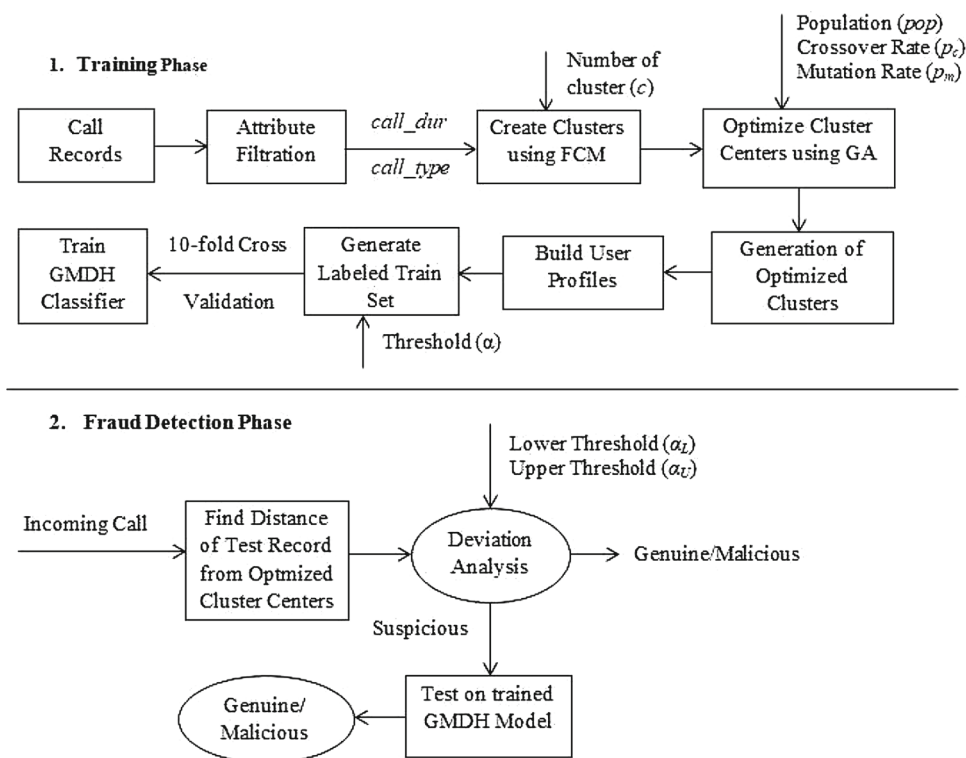 1. Training Phase
Population (pop)
Crossover Rate (pc)
Mutation Rate (pm)
Number of
cluster (c)
Call
Records
Attribute
Filtration
call_dur
call_type
Create Clusters
using FCM
Optimize Cluster
Centers using GA
Generation of
Optimized
Clusters
Build User
Profiles
Generate
Labeled Train
Set
Threshold (α)
10-fold Cross
Validation
Train
GMDH
Classifier
2. Fraud Detection Phase
Lower Threshold (αL)
Upper Threshold (αU)
Incoming Call
Find Distance
of Test Record
from Optmized
Cluster Centers
Deviation
Analysis
Genuine/Malicious
Suspicious
Test on trained
GMDH Model
Genuine/
Malicious